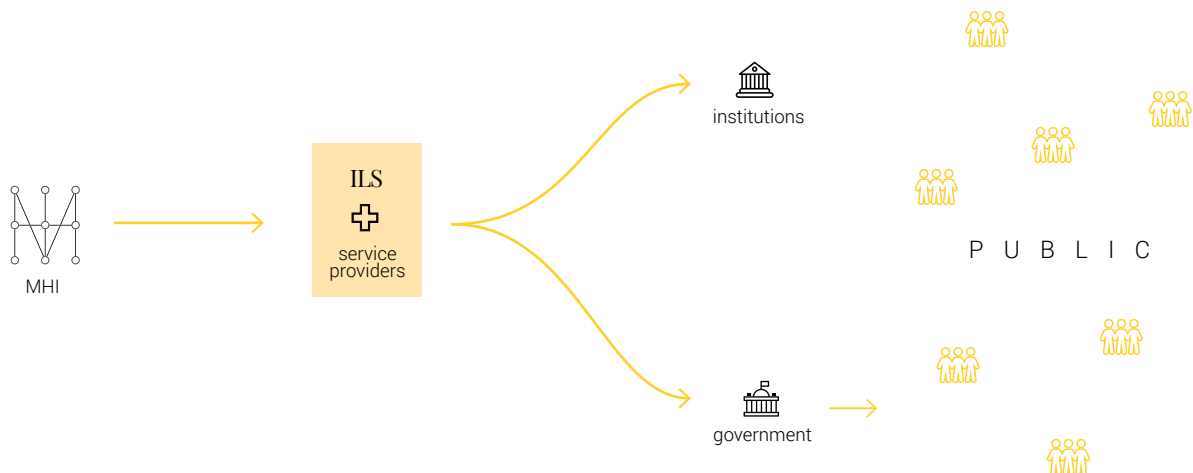 MHI
ILS
service
providers
institutions
government
PUBLIC